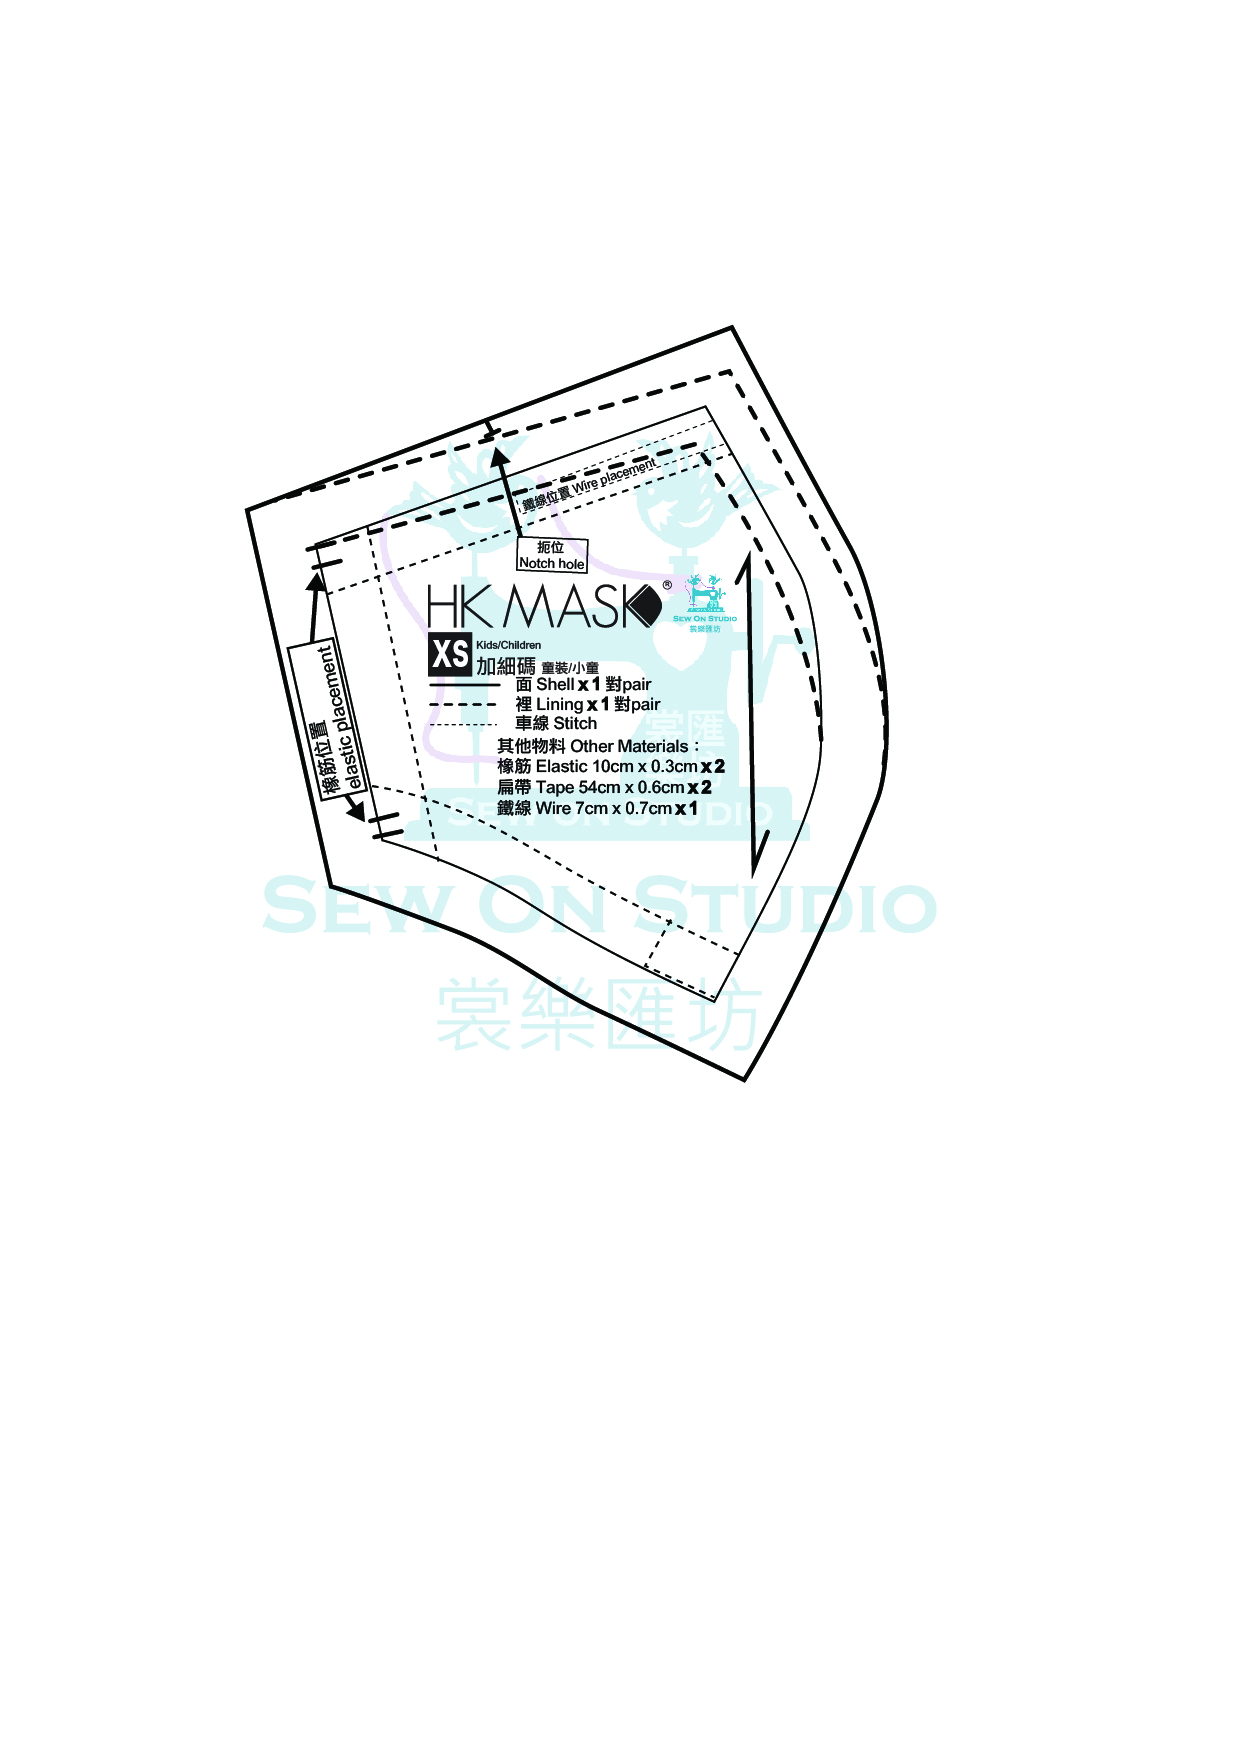 鐵線位置 Wire placement
扼位
Notch hole
HK MASK®
SEW ON STUDIO
裳樂匯坊
XS
Kids/Children
加細碼 童裝/小童
面 Shell x 1 對pair
裡 Lining x 1 對pair
車線 Stitch
其他物料 Other Materials：
橡筋 Elastic 10cm x 0.3cm x 2
扁帶 Tape 54cm x 0.6cm x 2
鐵線 Wire 7cm x 0.7cm x 1
橡筋位置
elastic placement
SEW ON STUDIO
SEW ON STUDIO
裳樂匯坊